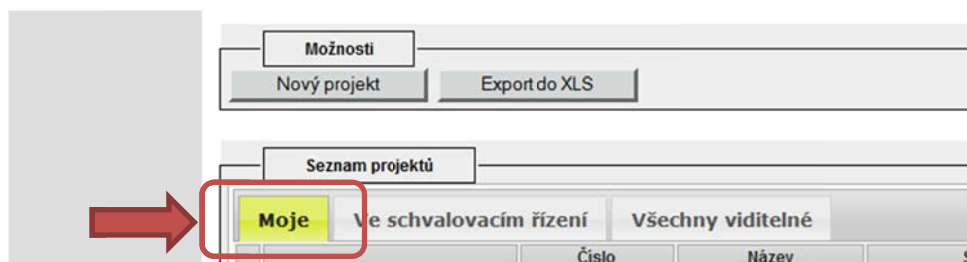 Možnosti
Nový projekt Export do XLS
Seznam projektů
Moje Ve schvalovacím řízení Všechny viditelné
Číslo Název